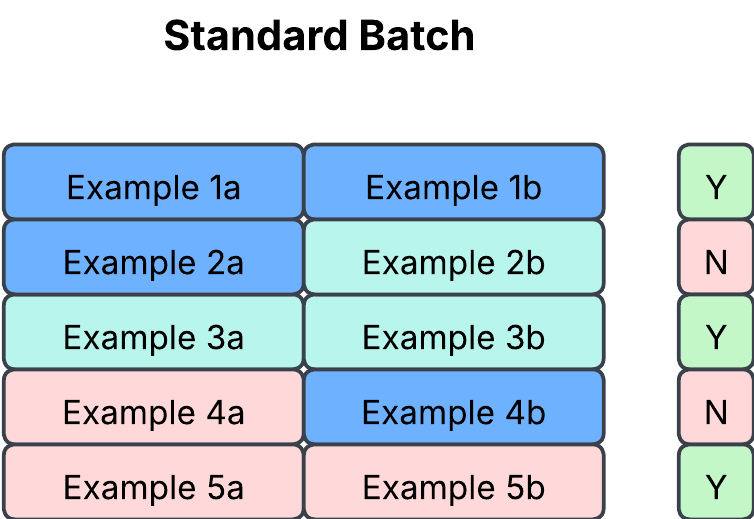 Standard Batch
Example 1a Example 1b Y
Example 2a Example 2b N
Example 3a Example 3b Y
Example 4a Example 4b N
Example 5a Example 5b Y